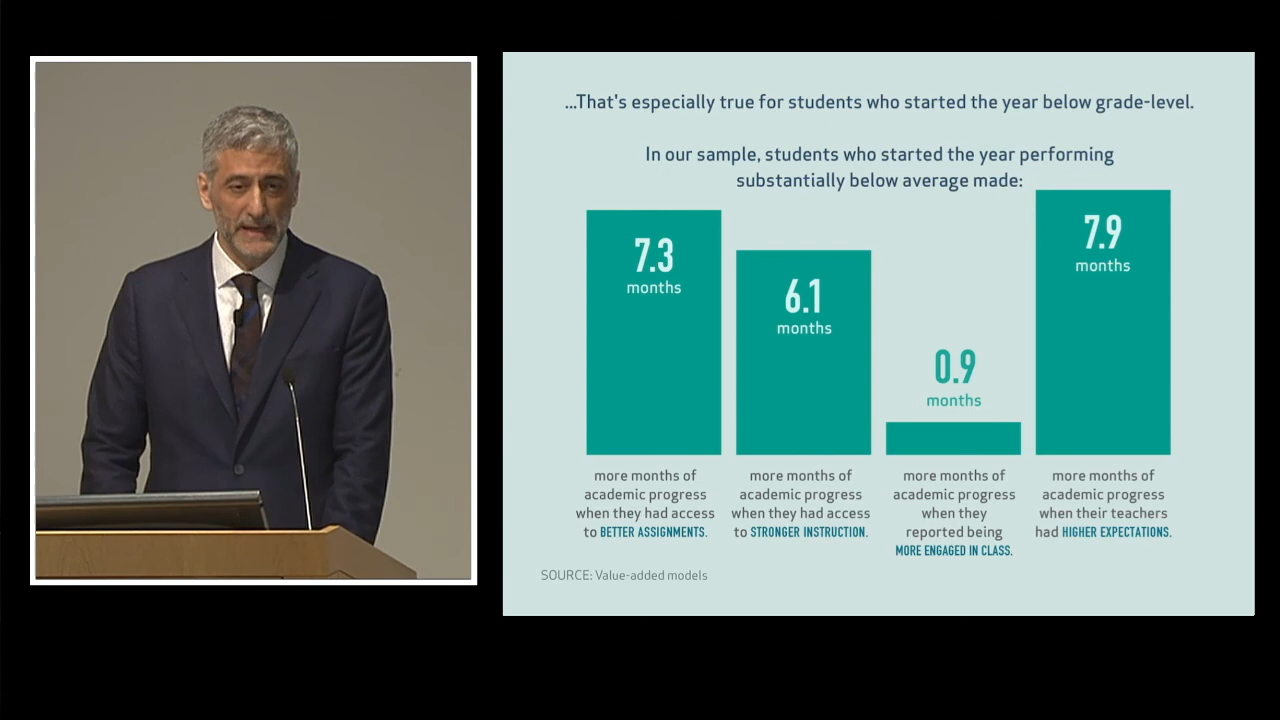 ...That's especially true for students who started the year below grade-level.
In our sample, students who started the year performing
substantially below average made:
7.3
months
6.1
months
0.9
months
7.9
months
more months of
academic progress
when they had access
to BETTER ASSIGNMENTS.
more months of
academic progress
when they had access
to STRONGER INSTRUCTION.
more months of
academic progress
when they
reported being
MORE ENGAGED IN CLASS.
more months of
academic progress
when their teachers
had HIGHER EXPECTATIONS.
SOURCE: Value-added models